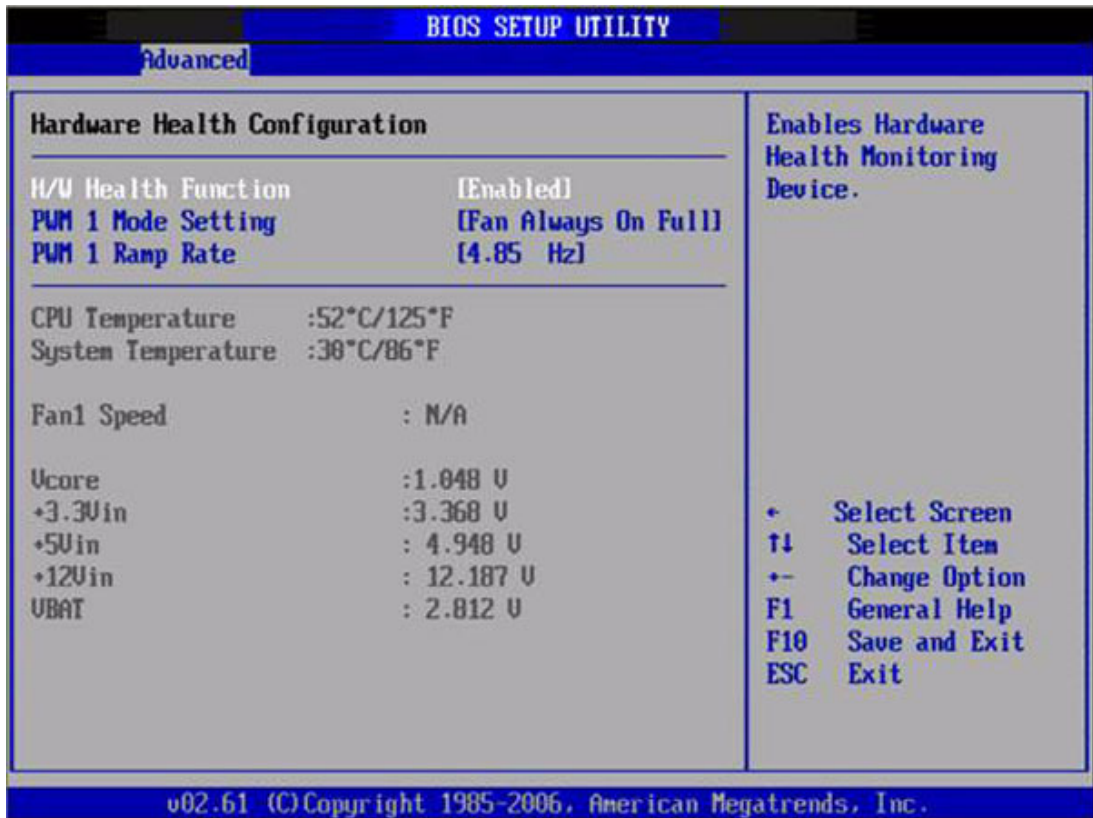 BIOS SETUP UTILITY
Advanced
Hardware Health Configuration
H/W Health Function [Enabled]
PWM 1 Mode Setting [Fan Always On Full]
PWM 1 Ramp Rate [4.85 Hz]
CPU Temperature :52°C/125°F
System Temperature :30°C/86°F
Fan1 Speed : N/A
Vcore :1.048 V
+3.3Vin :3.368 V
+5Vin : 4.948 V
+12Vin : 12.187 V
VBAT : 2.812 V
Enables Hardware
Health Monitoring
Device.
← Select Screen
↑↓ Select Item
+- Change Option
F1 General Help
F10 Save and Exit
ESC Exit
v02.61 (C)Copyright 1985-2006, American Megatrends, Inc.